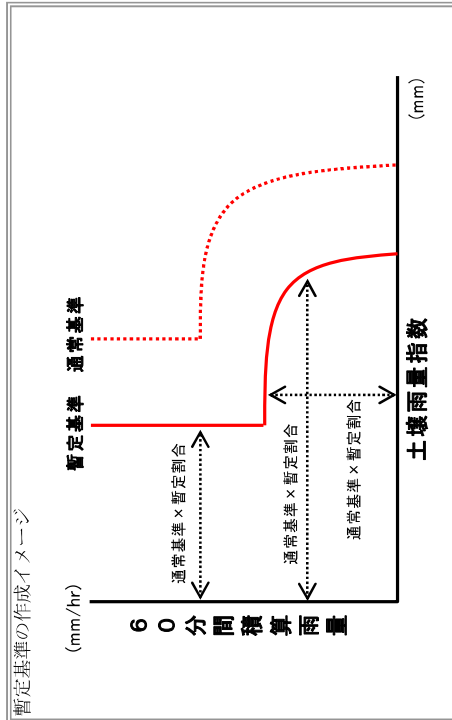 暫定基準の作成イメージ
(mm/hr)
60分間積算雨量
暫定基準
通常基準
通常基準×暫定割合
通常基準×暫定割合
通常基準×暫定割合
土壌雨量指数
(mm)